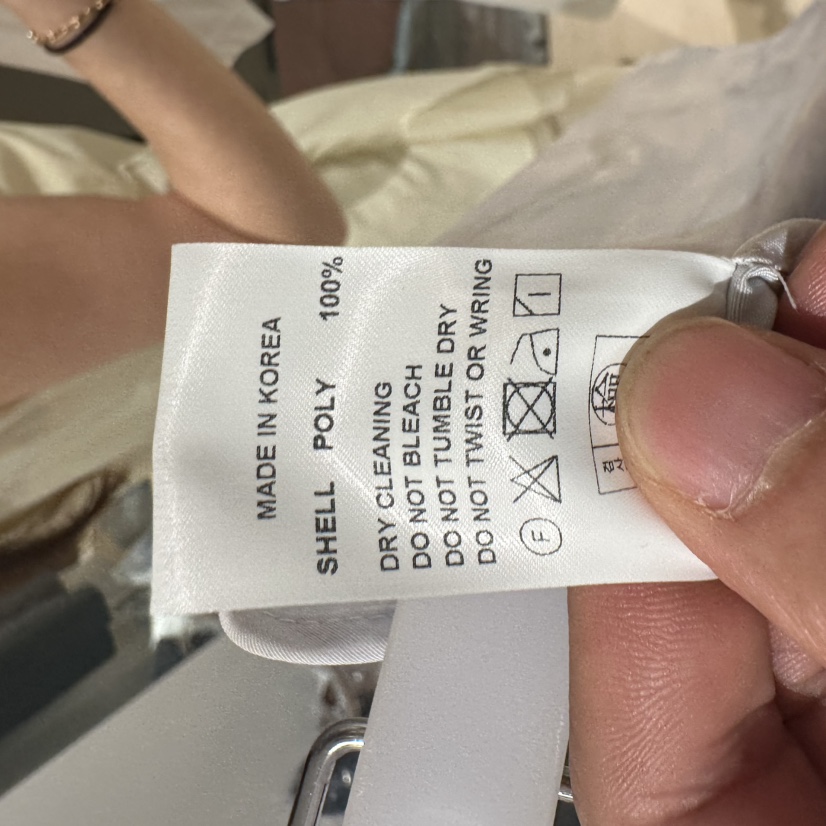 MADE IN KOREA
SHELL POLY 100%
DRY CLEANING
DO NOT BLEACH
DO NOT TUMBLE DRY
DO NOT TWIST OR WRING
F